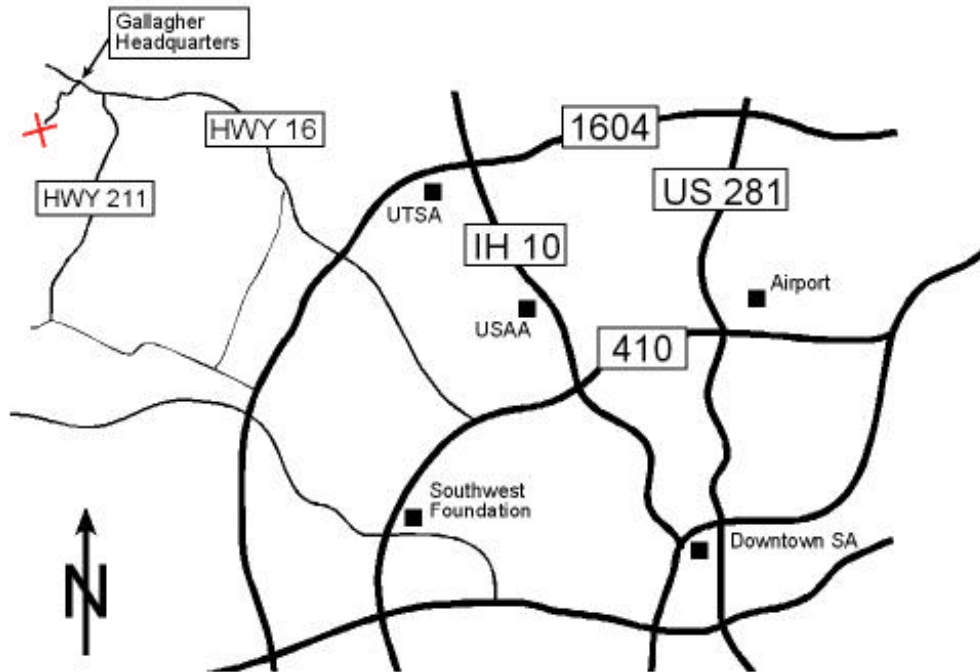 Gallagher
Headquarters
HWY 16
1604
HWY 211
US 281
UTSA
IH 10
Airport
USAA
410
Southwest
Foundation
Downtown SA
N